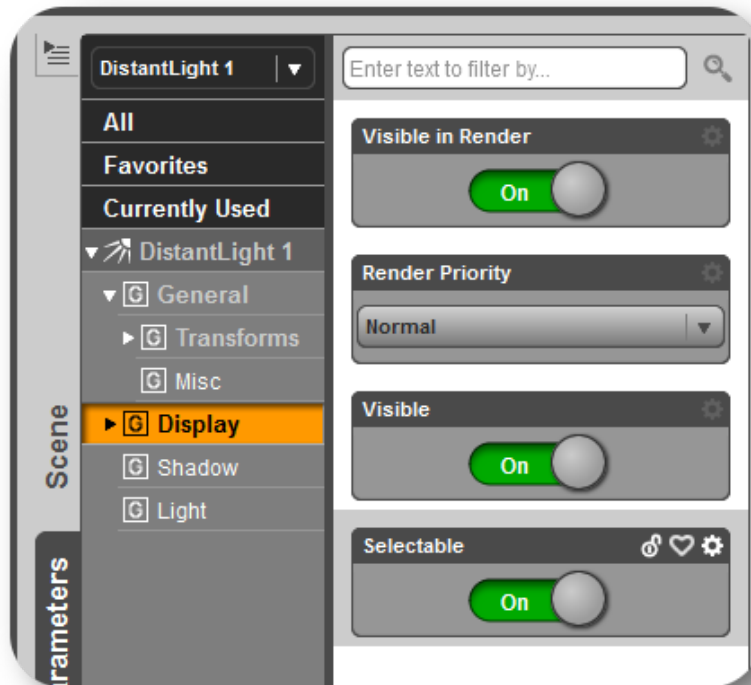 DistantLight 1
Enter text to filter by...
All
Favorites
Currently Used
DistantLight 1
G General
G Transforms
G Misc
G Display
G Shadow
G Light
Visible in Render
On
Render Priority
Normal
Visible
On
Selectable
On
Scene
arameters